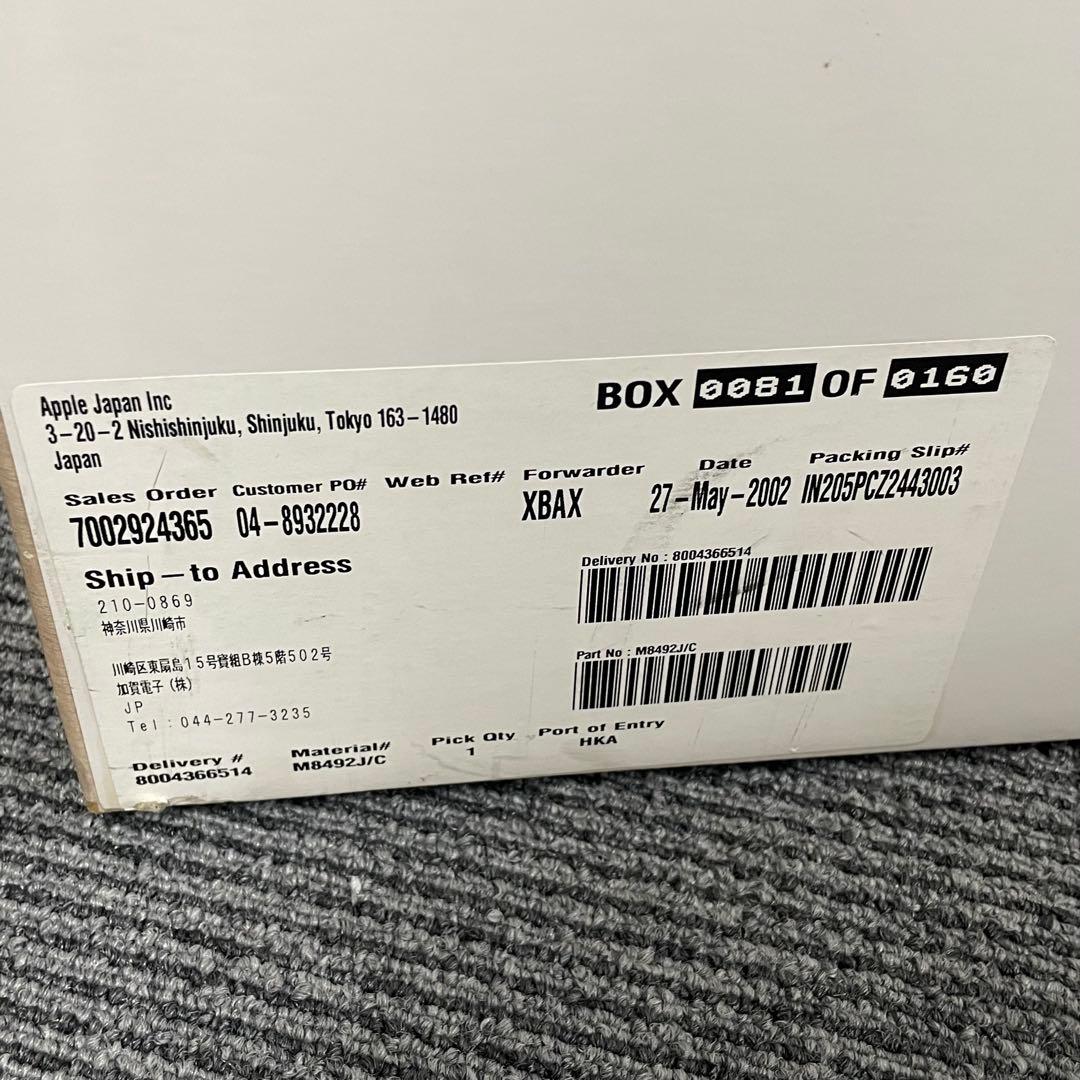 Apple Japan Inc
3-20-2 Nishishinjuku, Shinjuku, Tokyo 163-1480
Japan
BOX 0081 OF 0160
Sales Order Customer PO# Web Ref# Forwarder Date Packing Slip#
7002924365 04-8932228 XBAX 27-May-2002 IN205PCZ2443003
Ship-to Address
210-0869
神奈川県川崎市
川崎区東扇島15号寶組B棟5階502号
加賀電子(株)
JP
Tel:044-277-3235
Delivery No : 8004366514
Part No : M8492J/C
Delivery # Material# Pick Qty Port of Entry
8004366514 M8492J/C 1 HKA